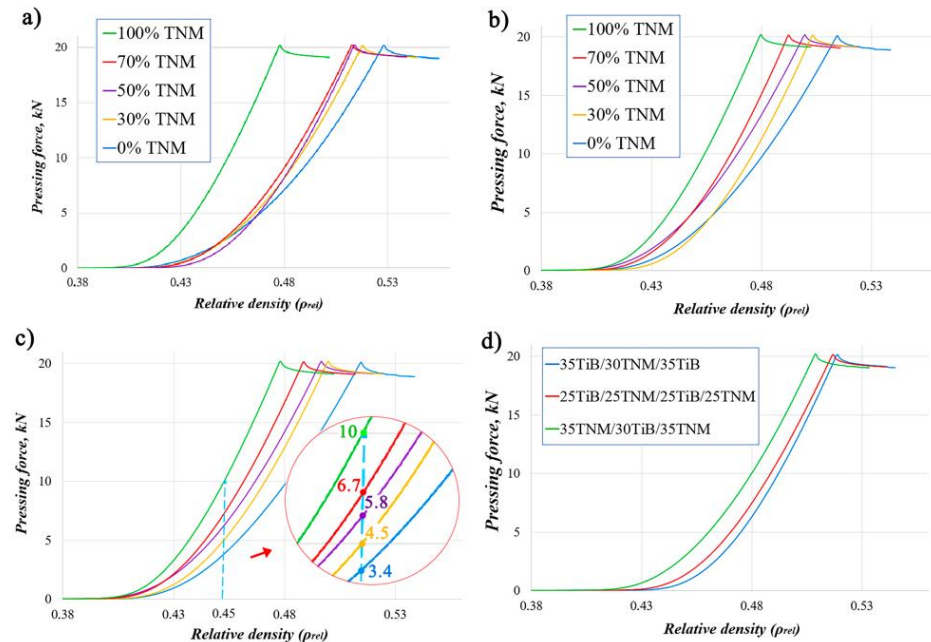 a)
Pressing force, kN
20
15
10
5
0
100% TNM
70% TNM
50% TNM
30% TNM
0% TNM
0.38
0.43
0.48
0.53
Relative density (ρrel)
b)
Pressing force, kN
20
15
10
5
0
100% TNM
70% TNM
50% TNM
30% TNM
0% TNM
0.38
0.43
0.48
0.53
Relative density (ρrel)
c)
Pressing force, kN
20
15
10
5
0
10
6.7
5.8
4.5
3.4
0.38
0.43
0.45
0.48
0.53
Relative density (ρrel)
d)
Pressing force, kN
20
15
10
5
0
35TiB/30TNM/35TiB
25TiB/25TNM/25TiB/25TNM
35TNM/30TiB/35TNM
0.38
0.43
0.48
0.53
Relative density (ρrel)